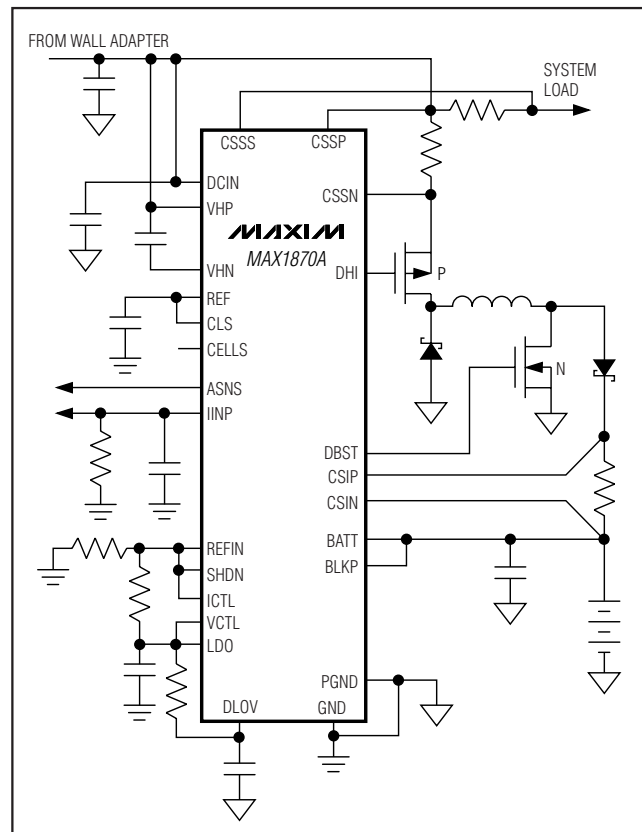 FROM WALL ADAPTER
SYSTEM
LOAD
CSSS
CSSP
DCIN
VHP
VHN
REF
CLS
CELLS
ASNS
IINP
REFIN
SHDN
ICTL
VCTL
LDO
DLOV
GND
MAXIM
MAX1870A
CSSN
DHI
P
N
DBST
CSIP
CSIN
BATT
BLKP
PGND